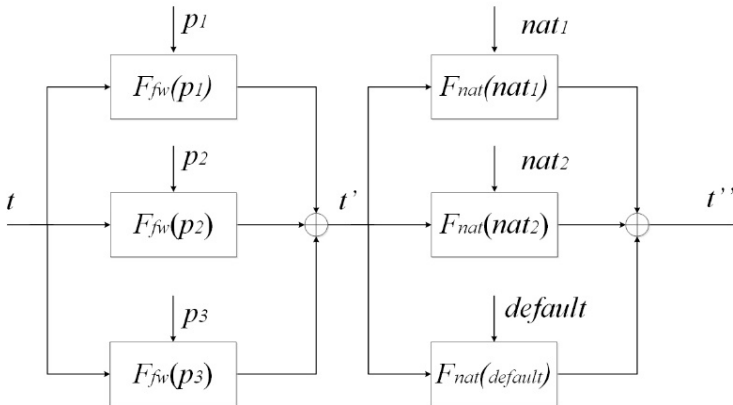 p1 nat1
Ffw(p1) Fnat(nat1)
p2 nat2
t Ffw(p2) t’ Fnat(nat2) t’’
p3 default
Ffw(p3) Fnat(default)